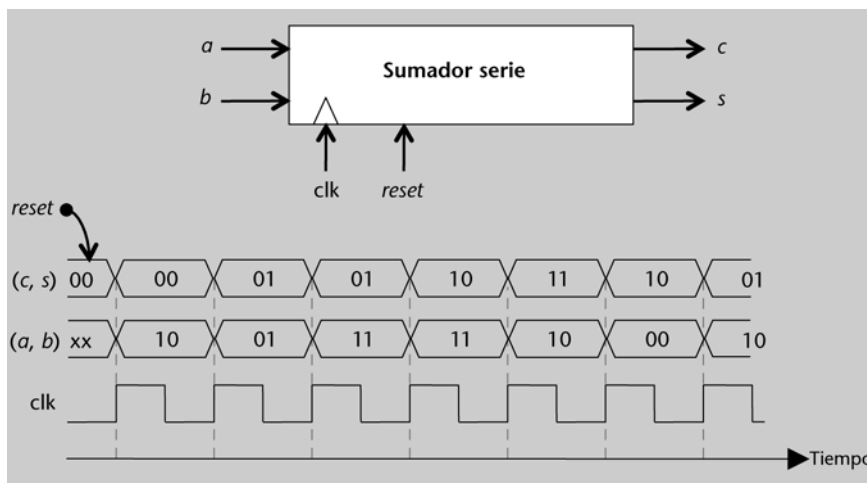 a c
Sumador serie
b s
clk reset
reset
(c, s) 00 00 01 01 10 11 10 01
(a, b) xx 10 01 11 11 10 00 10
clk
Tiempo